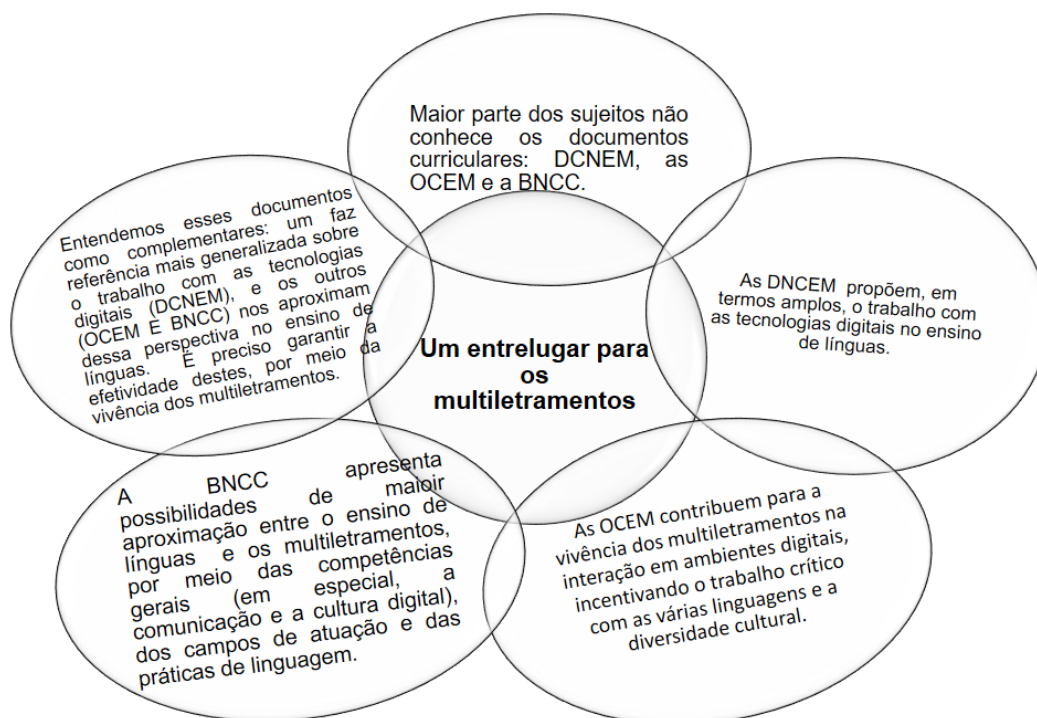 Maior parte dos sujeitos não
conhece os documentos
curriculares: DCNEM, as
OCEM e a BNCC.
Entendemos esses documentos
como complementares: um faz
referência mais generalizada sobre
o trabalho com as tecnologias
digitais (DCNEM), e os outros
(OCEM E BNCC) nos aproximam
dessa perspectiva no ensino de
línguas. É preciso garantir a
efetividade destes, por meio da
vivência dos multiletramentos.
As DNCEM propõem, em
termos amplos, o trabalho com
as tecnologias digitais no ensino
de línguas.
Um entrelugar para
os
multiletramentos
A BNCC apresenta
possibilidades de maioir
aproximação entre o ensino de
línguas e os multiletramentos,
por meio das competências
gerais (em especial, a
comunicação e a cultura digital),
dos campos de atuação e das
práticas de linguagem.
As OCEM contribuem para a
vivência dos multiletramentos na
interação em ambientes digitais,
incentivando o trabalho crítico
com as várias linguagens e a
diversidade cultural.